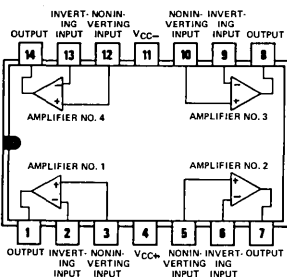 INVERT- NONIN- NONIN- INVERT-
ING VERTING VERTING ING
OUTPUT INPUT INPUT VCC– INPUT INPUT OUTPUT
14 13 12 11 10 9 8
– + + –
AMPLIFIER NO. 4 AMPLIFIER NO. 3
AMPLIFIER NO. 1 AMPLIFIER NO. 2
+ – + –
1 2 3 4 5 6 7
OUTPUT INVERT- NONIN- VCC+ NONIN- INVERT- OUTPUT
ING VERTING VERTING ING
INPUT INPUT INPUT INPUT